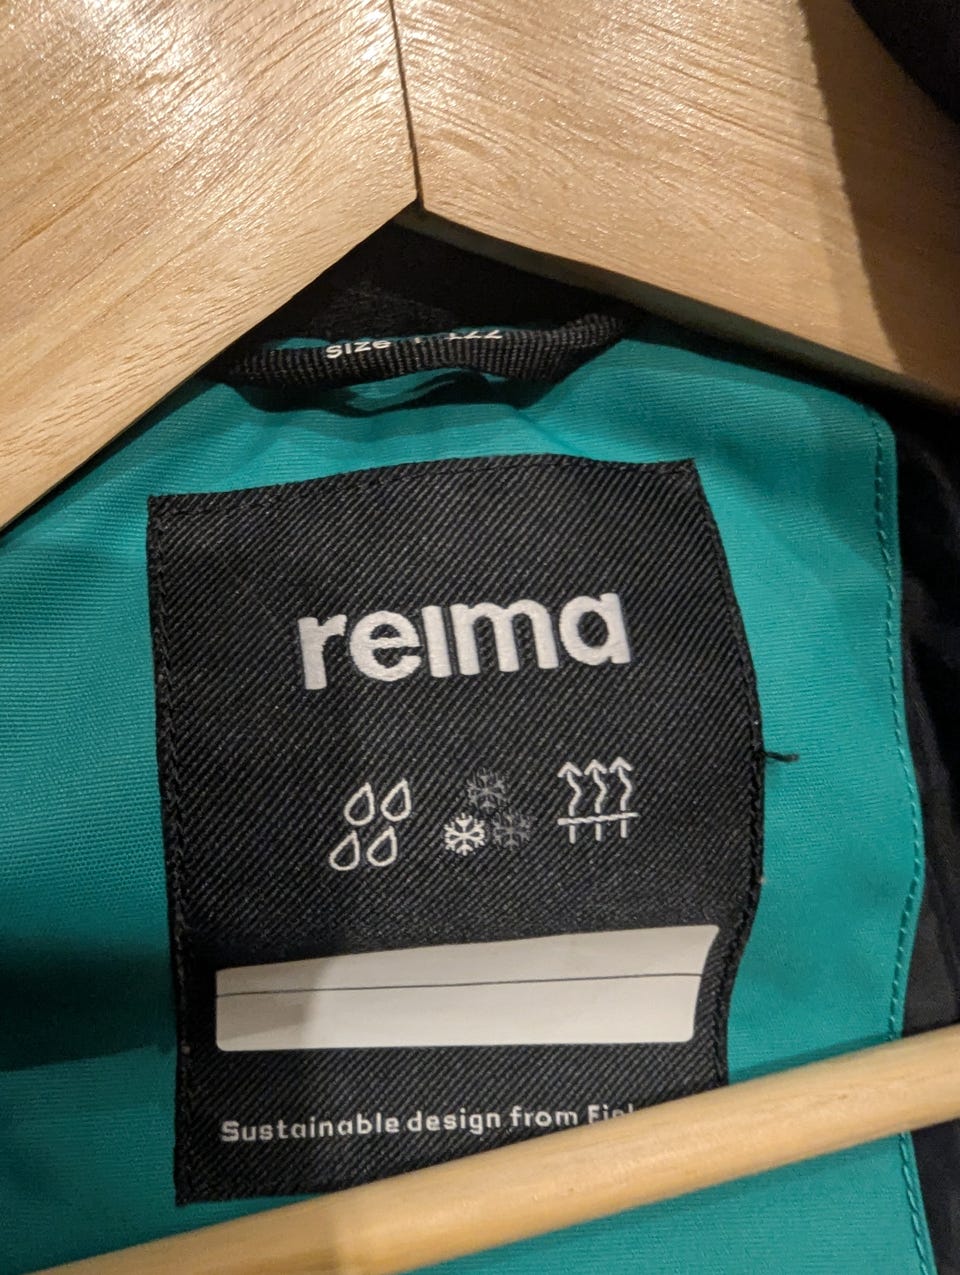 Size
reima
Sustainable design from